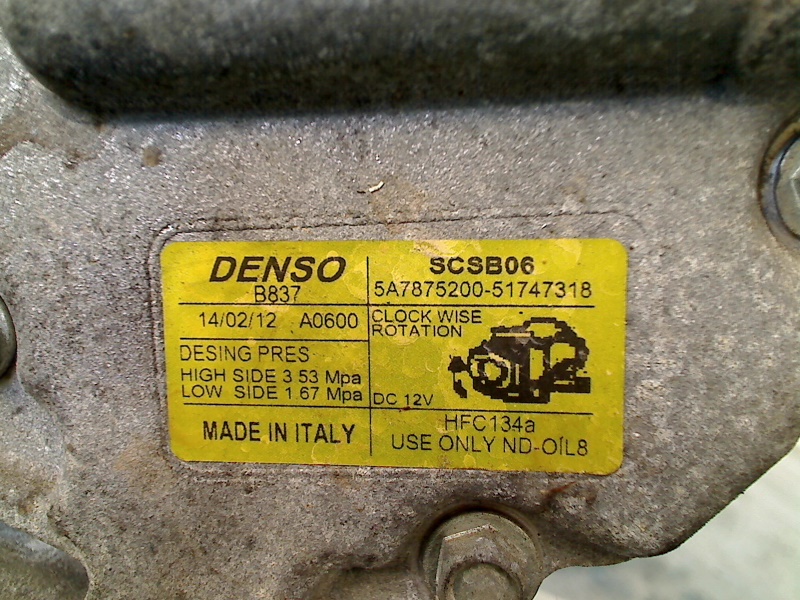 DENSO
B837
SCSB06
5A7875200-51747318
14/02/12 A0600
CLOCK WISE
ROTATION
DESING PRES
HIGH SIDE 3 53 Mpa
LOW SIDE 1.67 Mpa
DC 12V
MADE IN ITALY
HFC134a
USE ONLY ND-OIL8